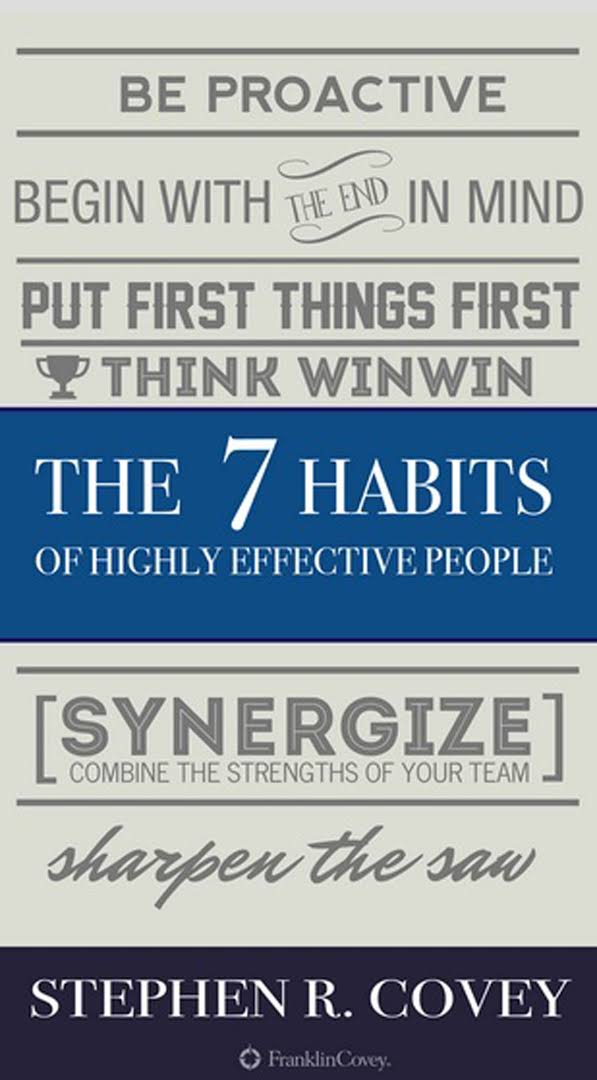 BE PROACTIVE
BEGIN WITH THE END IN MIND
PUT FIRST THINGS FIRST
THINK WINWIN
THE 7 HABITS
OF HIGHLY EFFECTIVE PEOPLE
[SYNERGIZE]
COMBINE THE STRENGTHS OF YOUR TEAM
sharpen the saw
STEPHEN R. COVEY
FranklinCovey.